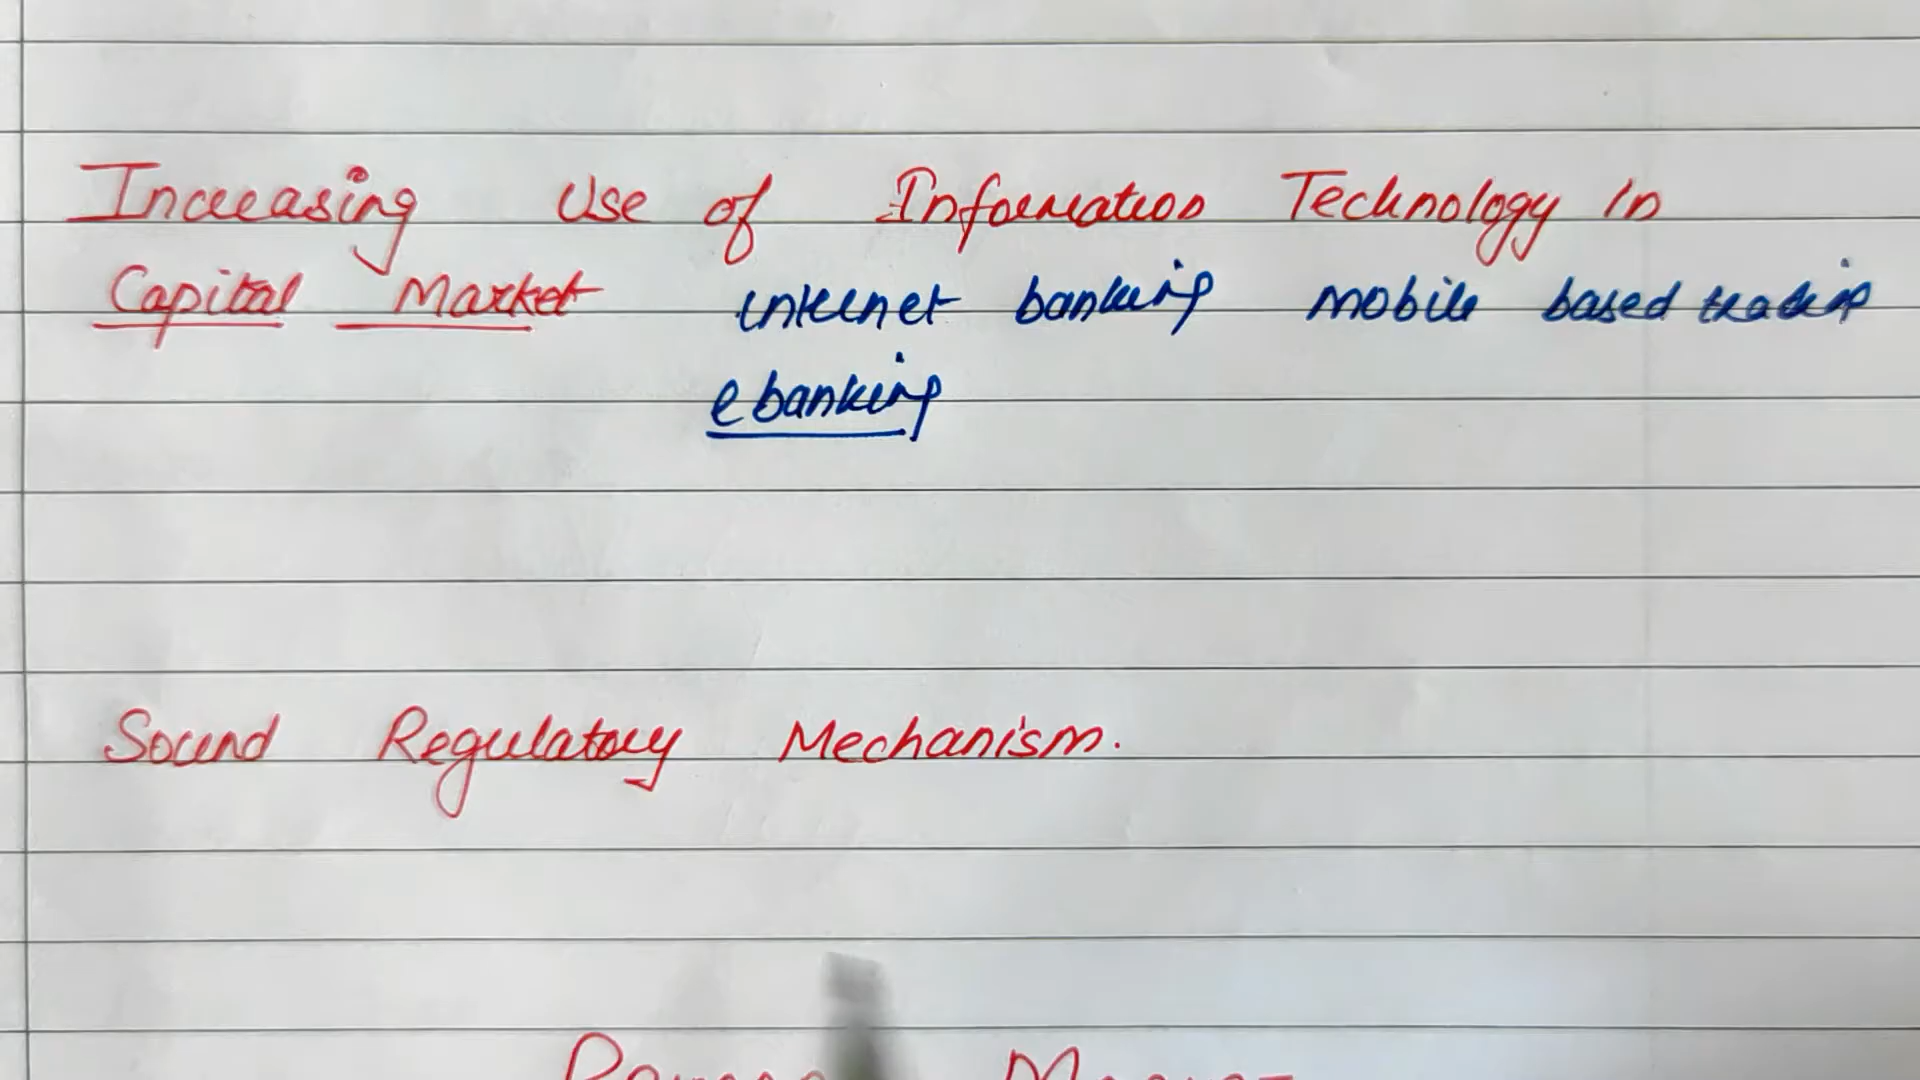 Increasing Use of Information Technology in
Capital Market internet banking mobile based trading
ebanking
Sound Regulatory Mechanism.